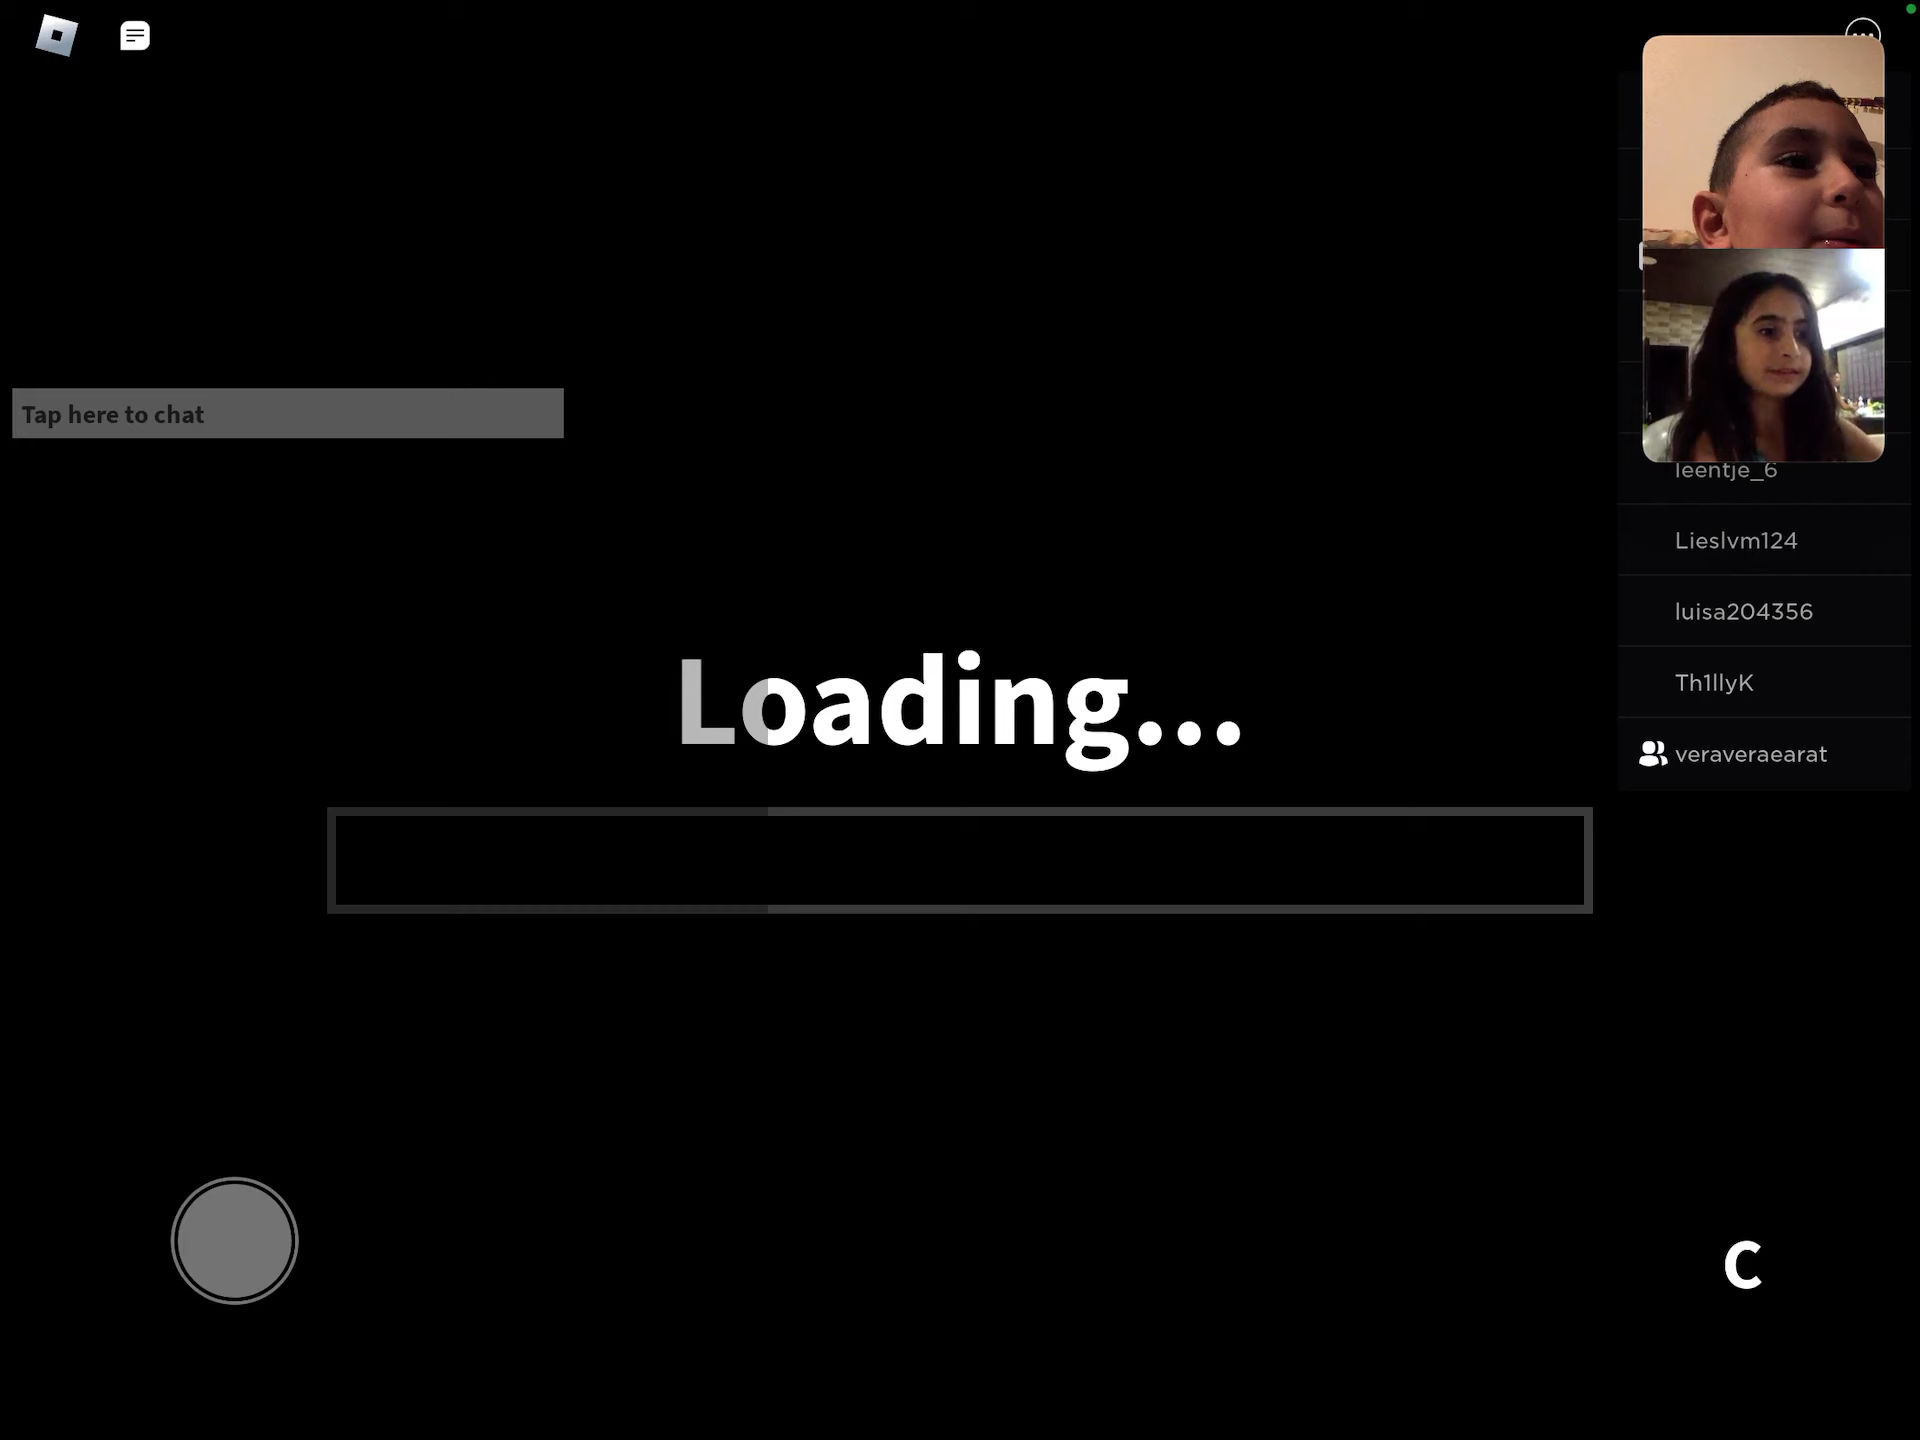 Tap here to chat
leentje_6
Lieslvm124
luisa204356
Th1llyK
veraveraearat
Loading...
C